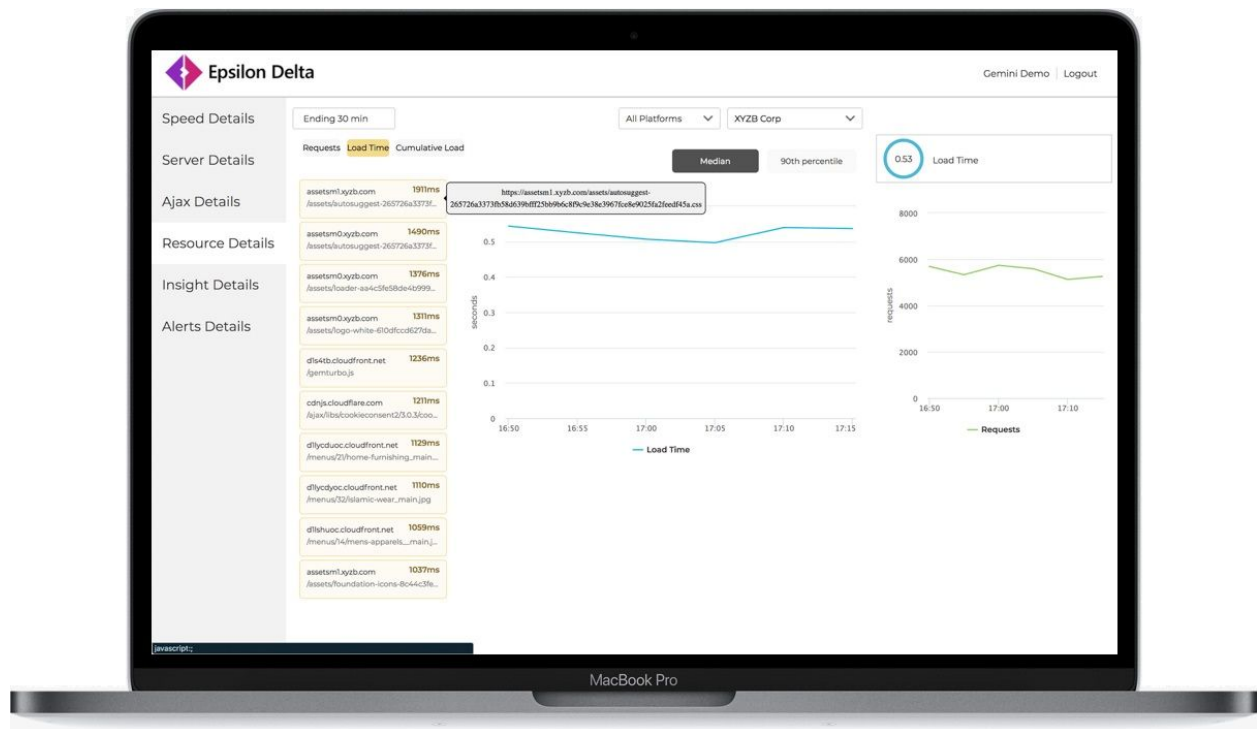 Epsilon Delta
Gemini Demo
Logout
Speed Details
Server Details
Ajax Details
Resource Details
Insight Details
Alerts Details
Ending 30 min
All Platforms
XYZB Corp
Requests Load Time Cumulative Load
Median
90th percentile
assetsm1.xyzb.com 1911ms
/assets/autosuggest-265726a3373f...
assetsm0.xyzb.com 1490ms
/assets/autosuggest-265726a3373f...
assetsm0.xyzb.com 1376ms
/assets/loader-aa4c5fe58de4b999...
assetsm0.xyzb.com 1311ms
/assets/logo-white-610dfccd627da...
d1s4tb.cloudfront.net 1236ms
/gemturbo.js
cdnjs.cloudflare.com 1211ms
/ajax/libs/cookieconsent2/3.0.3/coo...
d1lycduoc.cloudfront.net 1129ms
/menus/21/home-furnishing_main....
d1lycdyoc.cloudfront.net 1110ms
/menus/32/islamic-wear_main.jpg
d1lshuoc.cloudfront.net 1059ms
/menus/14/mens-apparels__main.j...
assetsm1.xyzb.com 1037ms
/assets/foundation-icons-8c44c3fe...
https://assetsm1.xyzb.com/assets/autosuggest-
seconds
0.5
0.4
0.3
0.2
0.1
0
16:50 16:55 17:00 17:05 17:10 17:15
Load Time
0.53 Load Time
requests
8000
6000
4000
2000
0
16:50 17:00 17:10
Requests
javascript:;
MacBook Pro